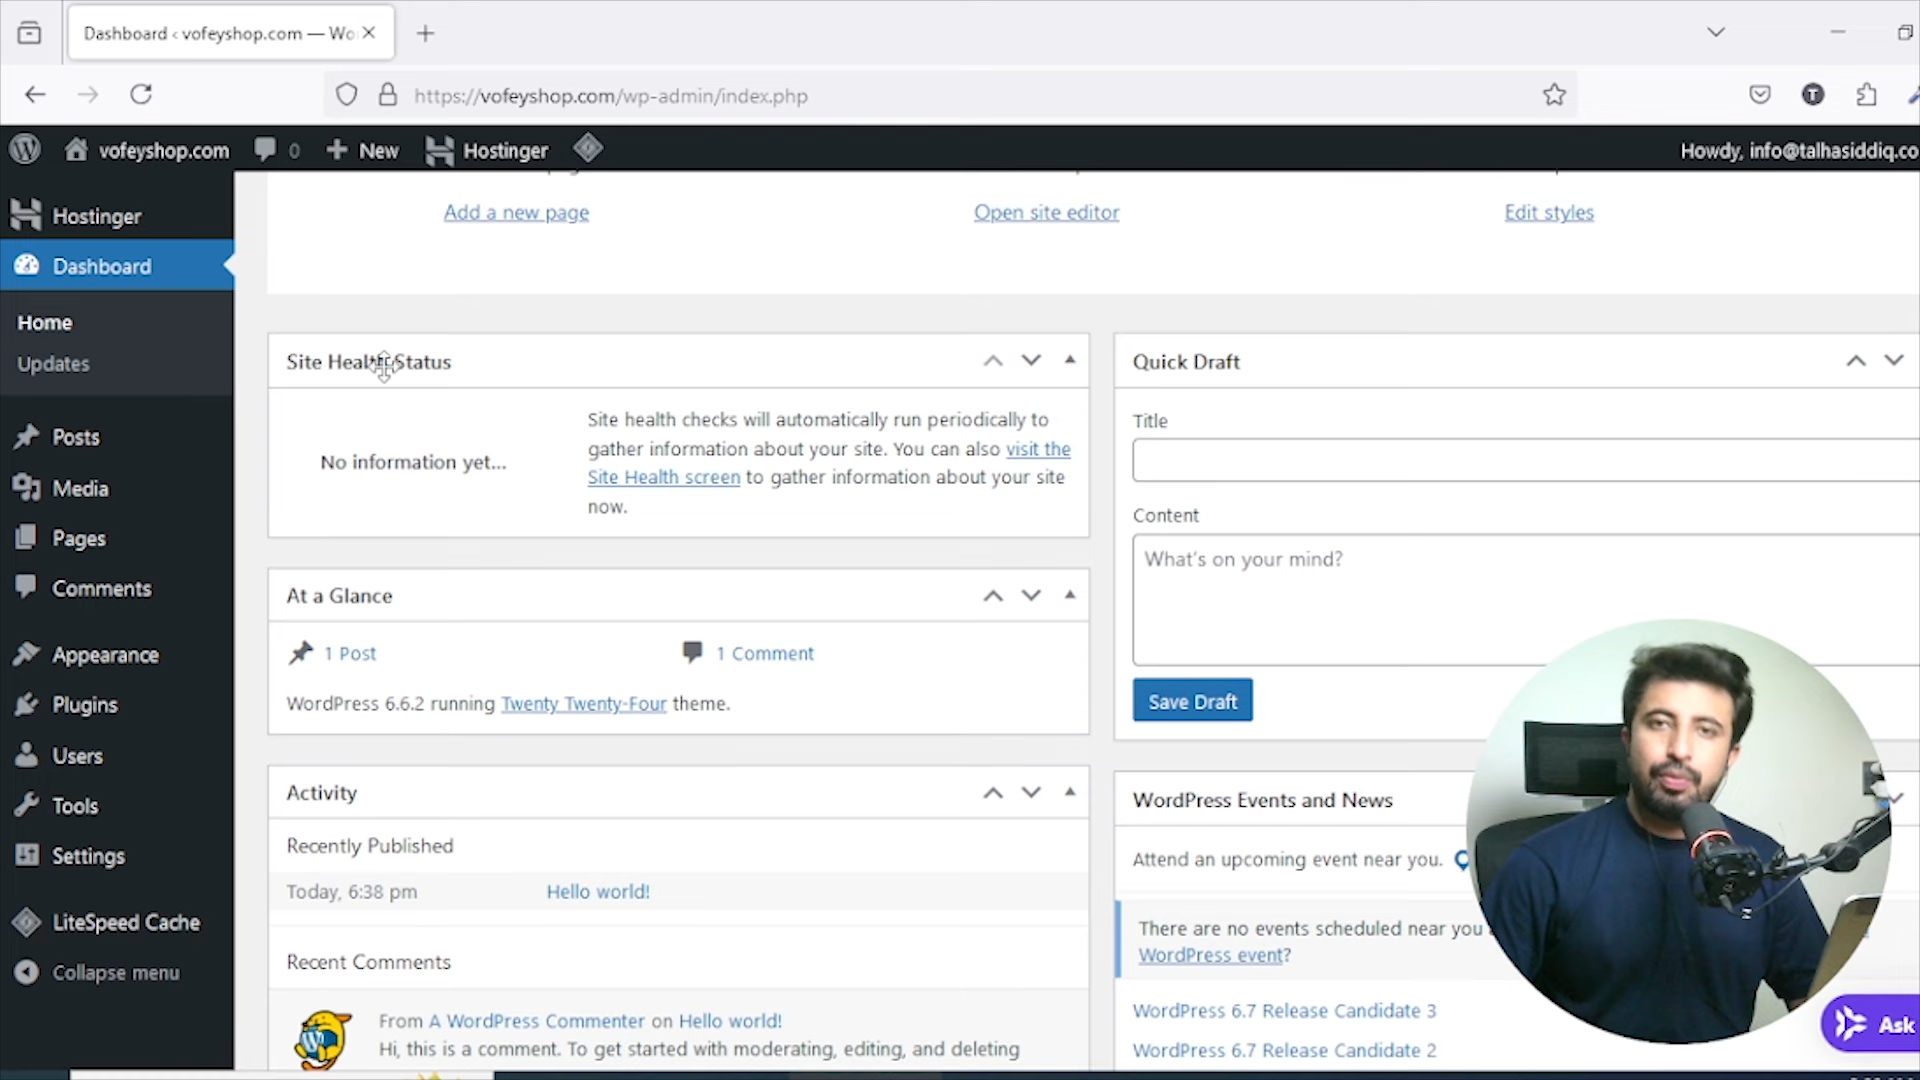 Dashboard ‹ vofeyshop.com — Wo
https://vofeyshop.com/wp-admin/index.php
T
vofeyshop.com
0
New
Hostinger
Howdy, info@talhasiddiq.co
Hostinger
Dashboard
Home
Updates
Posts
Media
Pages
Comments
Appearance
Plugins
Users
Tools
Settings
LiteSpeed Cache
Collapse menu
Add a new page
Open site editor
Edit styles
Site Health Status
No information yet...
Site health checks will automatically run periodically to
gather information about your site. You can also visit the
Site Health screen to gather information about your site
now.
At a Glance
1 Post
1 Comment
WordPress 6.6.2 running Twenty Twenty-Four theme.
Activity
Recently Published
Today, 6:38 pm
Hello world!
Recent Comments
From A WordPress Commenter on Hello world!
Hi, this is a comment. To get started with moderating, editing, and deleting
Quick Draft
Title
Content
What's on your mind?
Save Draft
WordPress Events and News
Attend an upcoming event near you.
There are no events scheduled near you
WordPress event?
WordPress 6.7 Release Candidate 3
WordPress 6.7 Release Candidate 2
Ask